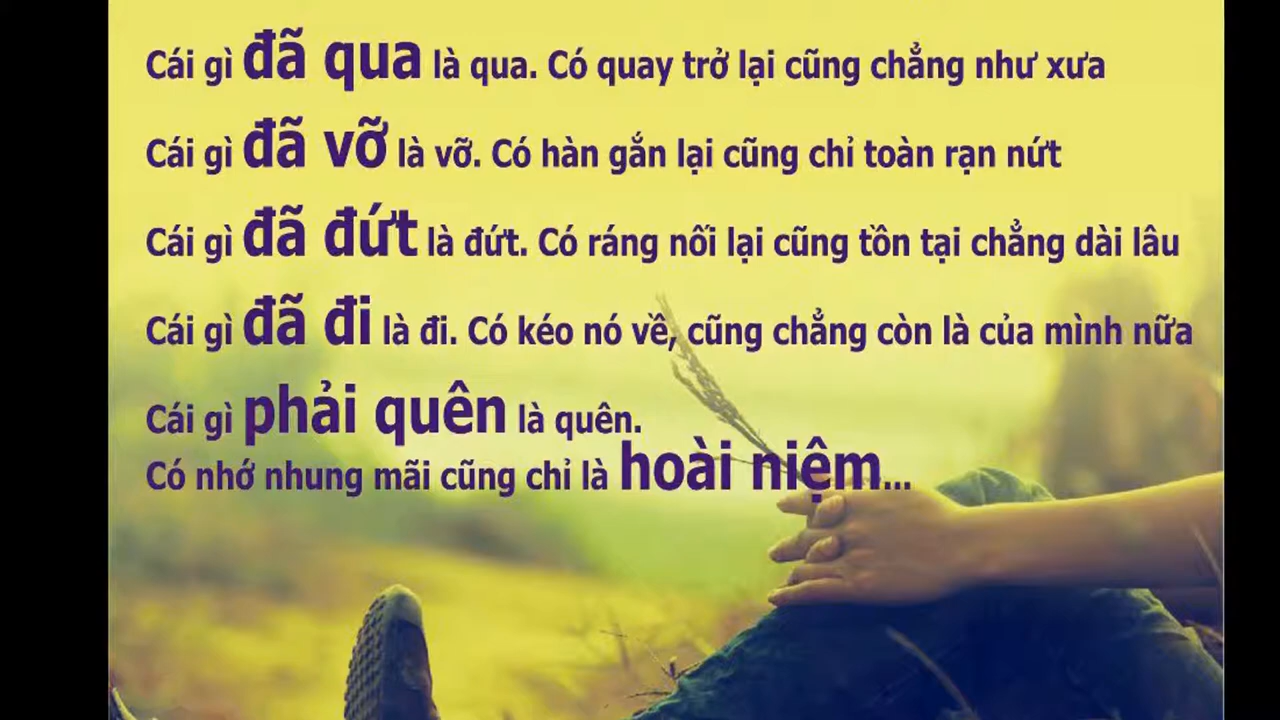 Cái gì đã qua là qua. Có quay trở lại cũng chẳng như xưa
Cái gì đã vỡ là vỡ. Có hàn gắn lại cũng chỉ toàn rạn nứt
Cái gì đã đứt là đứt. Có ráng nối lại cũng tồn tại chẳng dài lâu
Cái gì đã đi là đi. Có kéo nó về, cũng chẳng còn là của mình nữa
Cái gì phải quên là quên.
Có nhớ nhung mãi cũng chỉ là hoài niệm...